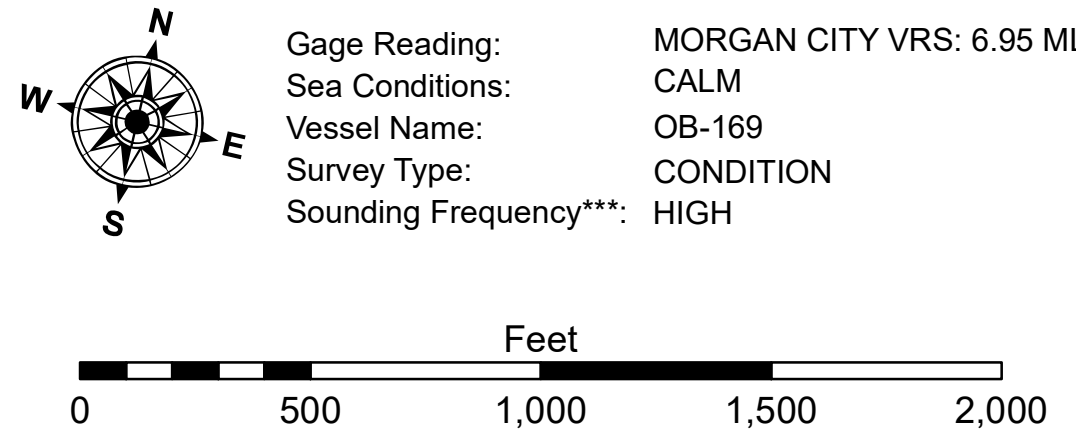 N
W
E
S
Gage Reading: MORGAN CITY VRS: 6.95
Sea Conditions: CALM
Vessel Name: OB-169
Survey Type: CONDITION
Sounding Frequency***: HIGH
Feet
0 500 1,000 1,500 2,000